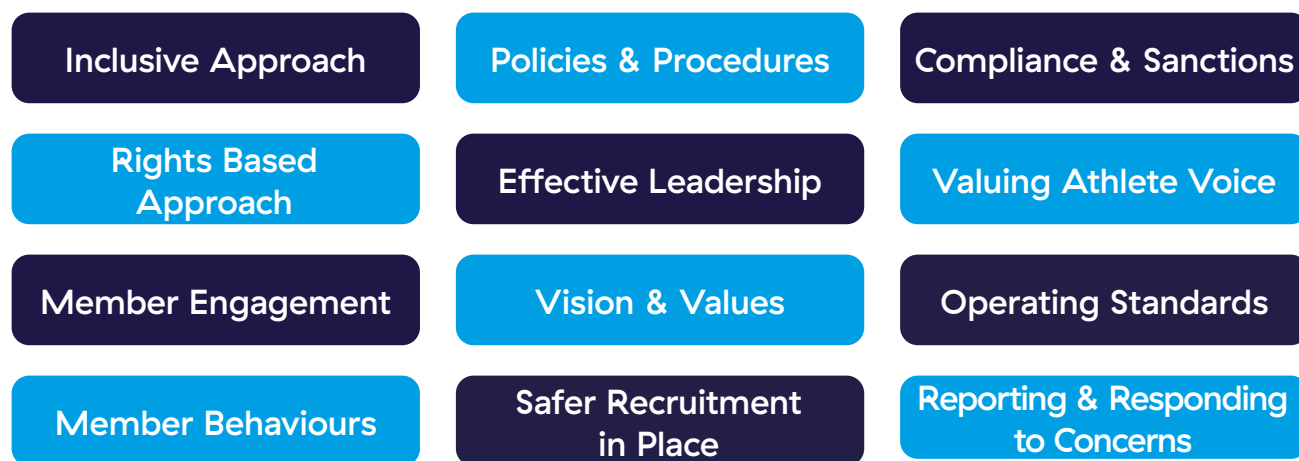 Inclusive Approach
Policies & Procedures
Compliance & Sanctions
Rights Based
Approach
Effective Leadership
Valuing Athlete Voice
Member Engagement
Vision & Values
Operating Standards
Member Behaviours
Safer Recruitment
in Place
Reporting & Responding
to Concerns